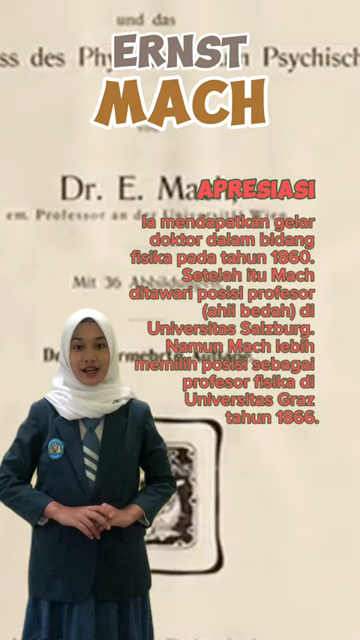 und das
ss des Phy Psychisch
ERNST
MACH
Dr. E. Ma
APRESIASI
em. Professor an der Universität Wien
Ia mendapatkan gelar
doktor dalam bidang
fisika pada tahun 1860.
Mit 36
Setelah itu Mach
ditawari posisi profesor
(ahli bedah) di
Universitas Salzburg.
Namun Mach lebih
memilih posisi sebagai
profesor fisika di
Universitas Graz
tahun 1866.